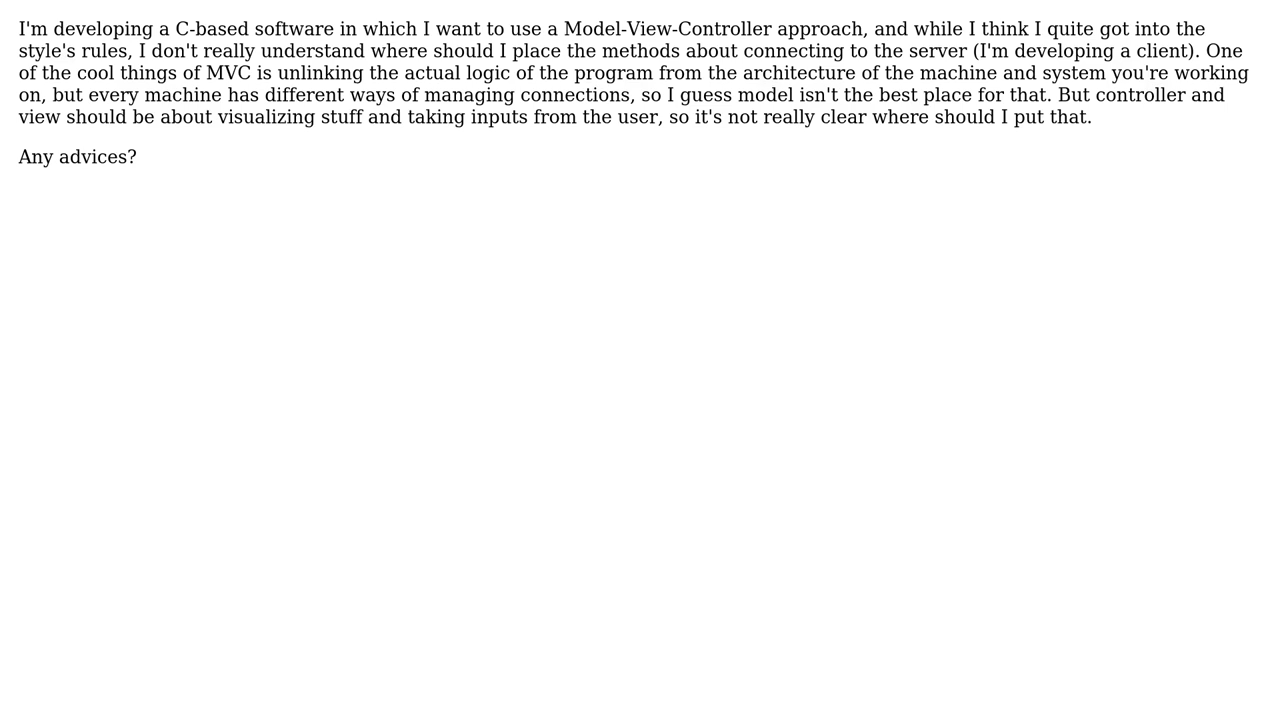 I'm developing a C-based software in which I want to use a Model-View-Controller approach, and while I think I quite got into the
style's rules, I don't really understand where should I place the methods about connecting to the server (I'm developing a client). One
of the cool things of MVC is unlinking the actual logic of the program from the architecture of the machine and system you're working
on, but every machine has different ways of managing connections, so I guess model isn't the best place for that. But controller and
view should be about visualizing stuff and taking inputs from the user, so it's not really clear where should I put that.
Any advices?